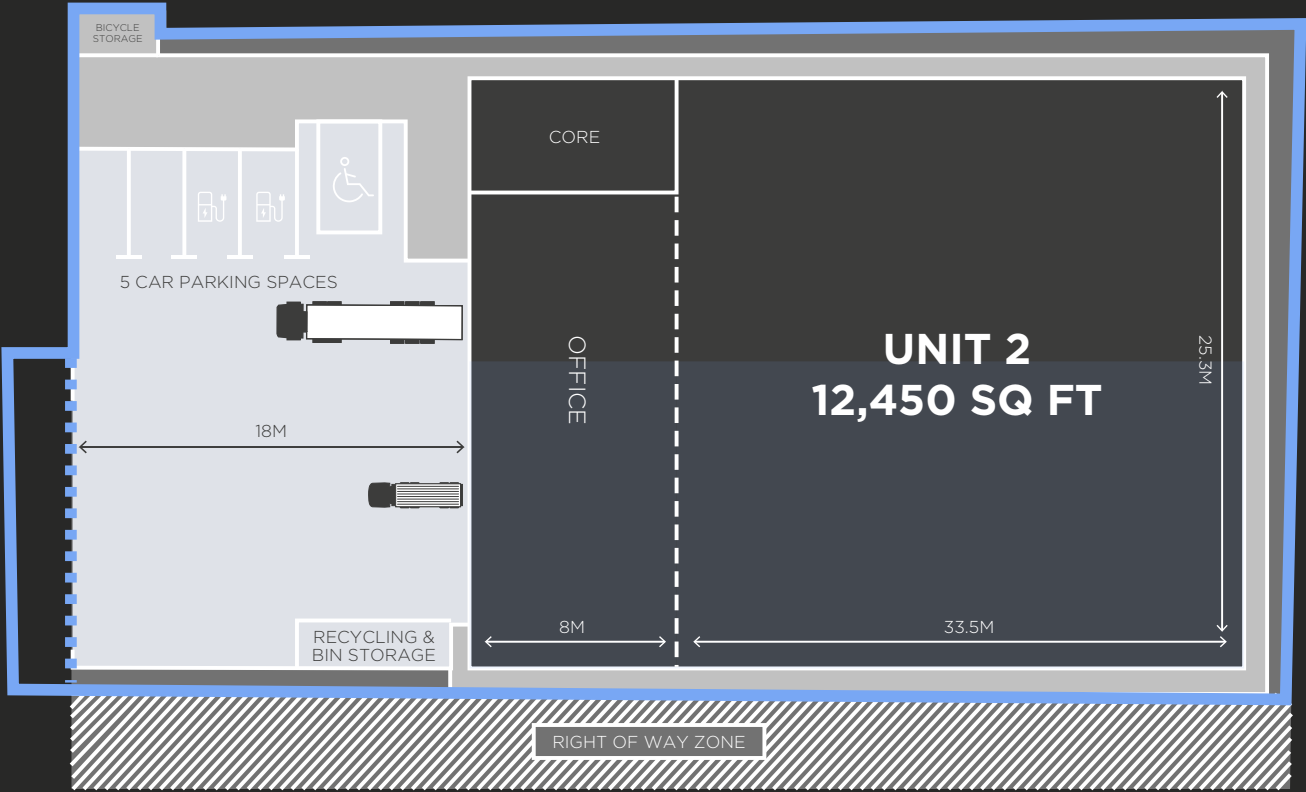 BICYCLE
STORAGE
CORE
5 CAR PARKING SPACES
OFFICE
UNIT 2
12,450 SQ FT
25.3M
18M
8M
33.5M
RECYCLING &
BIN STORAGE
RIGHT OF WAY ZONE